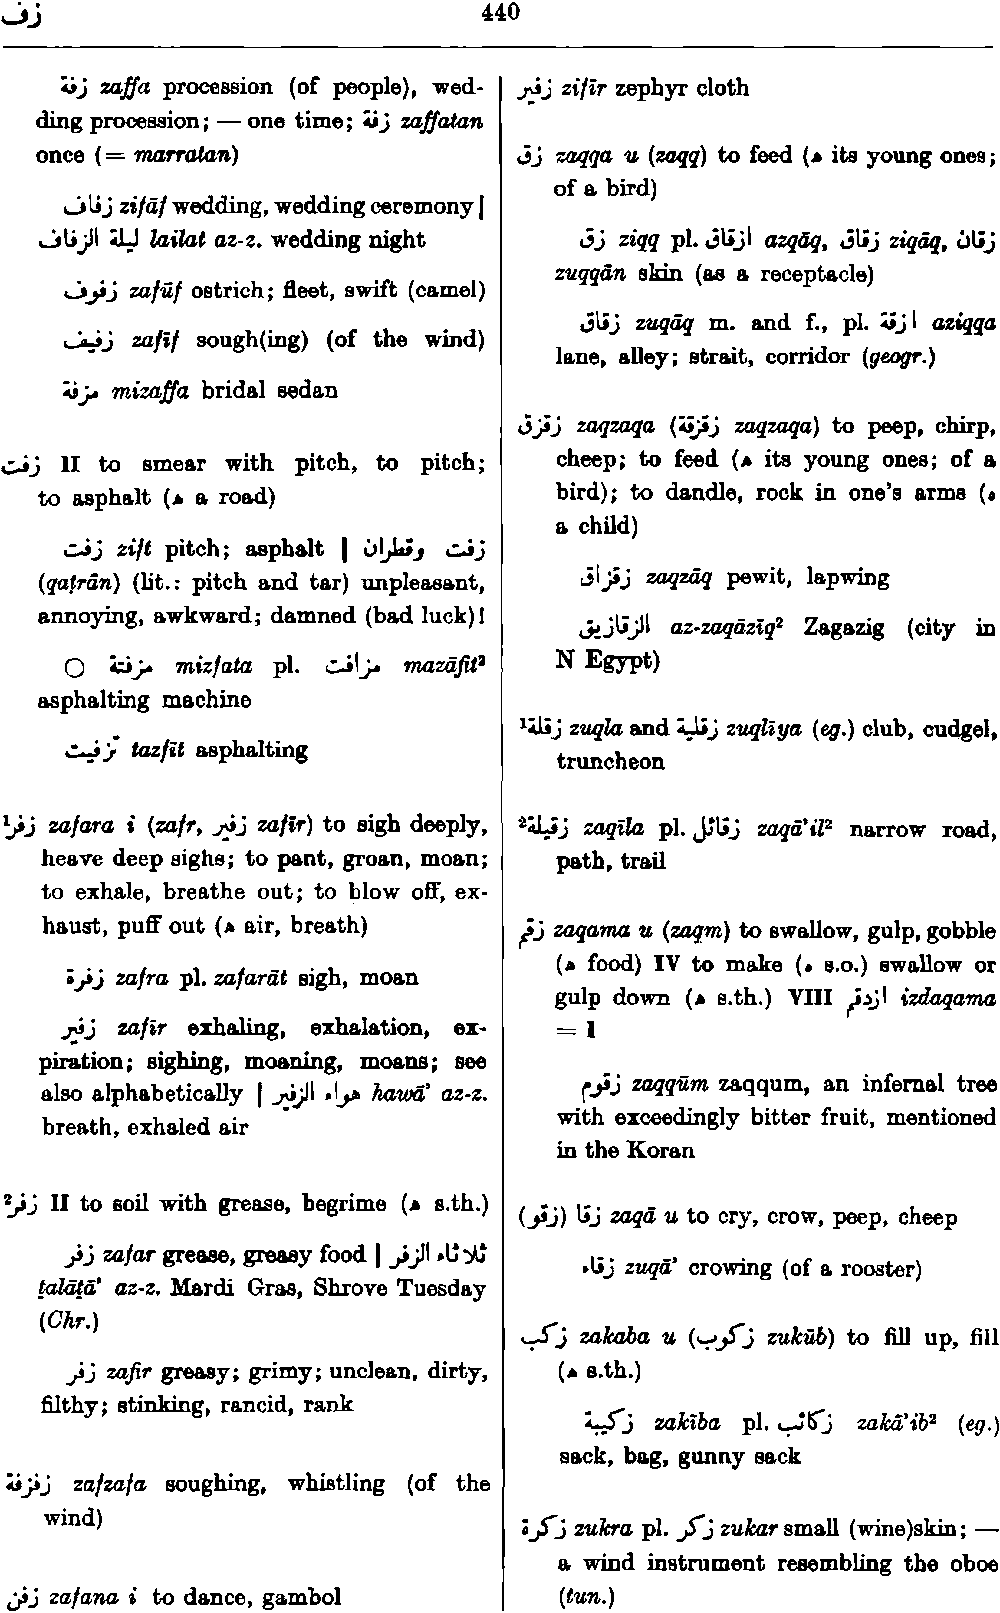 زف 440
زفة zaffa procession (of people), wed-
ding procession; — one time; زفة zaffatan
once (= marratan)
زفاف zifāf wedding, wedding ceremony |
ليلة الزفاف lailat az-z. wedding night
زفوف zafūf ostrich; fleet, swift (camel)
زفيف zafīf sough(ing) (of the wind)
مزفة mizaffa bridal sedan
زفت II to smear with pitch, to pitch;
to asphalt (ه a road)
زفت zift pitch; asphalt | زفت وقطران
(qaṭrān) (lit.: pitch and tar) unpleasant,
annoying, awkward; damned (bad luck)!
○ مزفتة mizfata pl. مزافت mazāfit²
asphalting machine
تزفيت tazfīt asphalting
¹زفر zafara i (zafr, زفير zafīr) to sigh deeply,
heave deep sighs; to pant, groan, moan;
to exhale, breathe out; to blow off, ex-
haust, puff out (ه air, breath)
زفرة zafra pl. zafarāt sigh, moan
زفير zafīr exhaling, exhalation, ex-
piration; sighing, moaning, moans; see
also alphabetically | هواء الزفير hawā’ az-z.
breath, exhaled air
²زفر II to soil with grease, begrime (ه s.th.)
زفر zafar grease, greasy food | ثلاثاء الزفر
ṯalāṯā’ az-z. Mardi Gras, Shrove Tuesday
(Chr.)
زفر zafir greasy; grimy; unclean, dirty,
filthy; stinking, rancid, rank
زفزفة zafzafa soughing, whistling (of the
wind)
زفن zafana i to dance, gambol
زفير zifīr zephyr cloth
زق zaqqa u (zaqq) to feed (ه its young ones;
of a bird)
زق ziqq pl. ازقاق azqāq, زقاق ziqāq, زقان
zuqqān skin (as a receptacle)
زقاق zuqāq m. and f., pl. ازقة aziqqa
lane, alley; strait, corridor (geogr.)
زقزق zaqzaqa (زقزقة zaqzaqa) to peep, chirp,
cheep; to feed (ه its young ones; of a
bird); to dandle, rock in one's arms (ه
a child)
زقزاق zaqzāq pewit, lapwing
الزقازيق az-zaqāzīq² Zagazig (city in
N Egypt)
¹زقلة zuqla and زقلية zuqlīya (eg.) club, cudgel,
truncheon
²زقيلة zaqīla pl. زقائل zaqā’il² narrow road,
path, trail
زقم zaqama u (zaqm) to swallow, gulp, gobble
(ه food) IV to make (ه s.o.) swallow or
gulp down (ه s.th.) VIII ازدقم izdaqama
= I
زقوم zaqqūm zaqqum, an infernal tree
with exceedingly bitter fruit, mentioned
in the Koran
(زقو) زقا zaqā u to cry, crow, peep, cheep
زقاء zuqā’ crowing (of a rooster)
زكب zakaba u (زكوب zukūb) to fill up, fill
(ه s.th.)
زكيبة zakība pl. زكائب zakā’ib² (eg.)
sack, bag, gunny sack
زكرة zukra pl. زكر zukar small (wine)skin; —
a wind instrument resembling the oboe
(tun.)